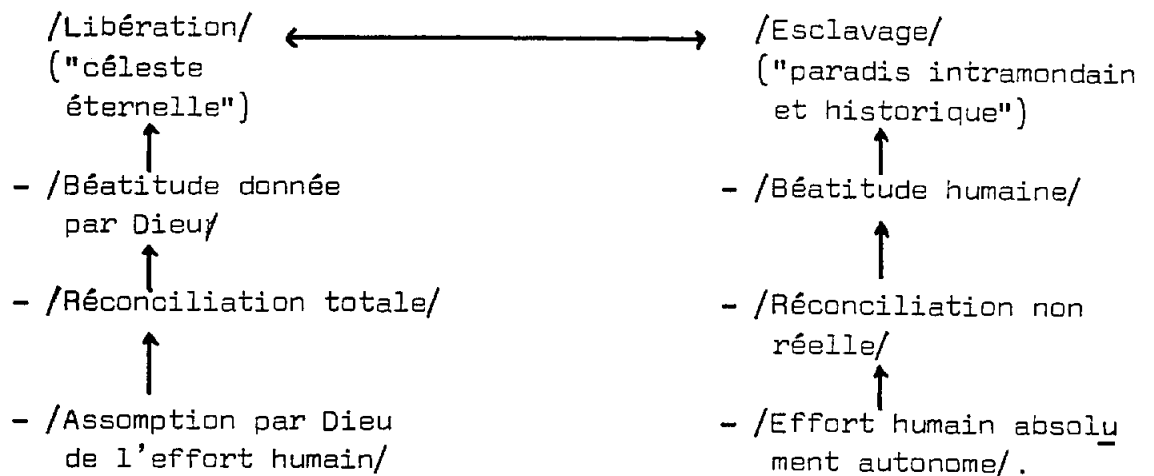 /Libération/
("céleste
éternelle")
- /Béatitude donnée
par Dieu/
- /Réconciliation totale/
- /Assomption par Dieu
de l'effort humain/
/Esclavage/
("paradis intramondain
et historique")
- /Béatitude humaine/
- /Réconciliation non
réelle/
- /Effort humain absolu
ment autonome/.